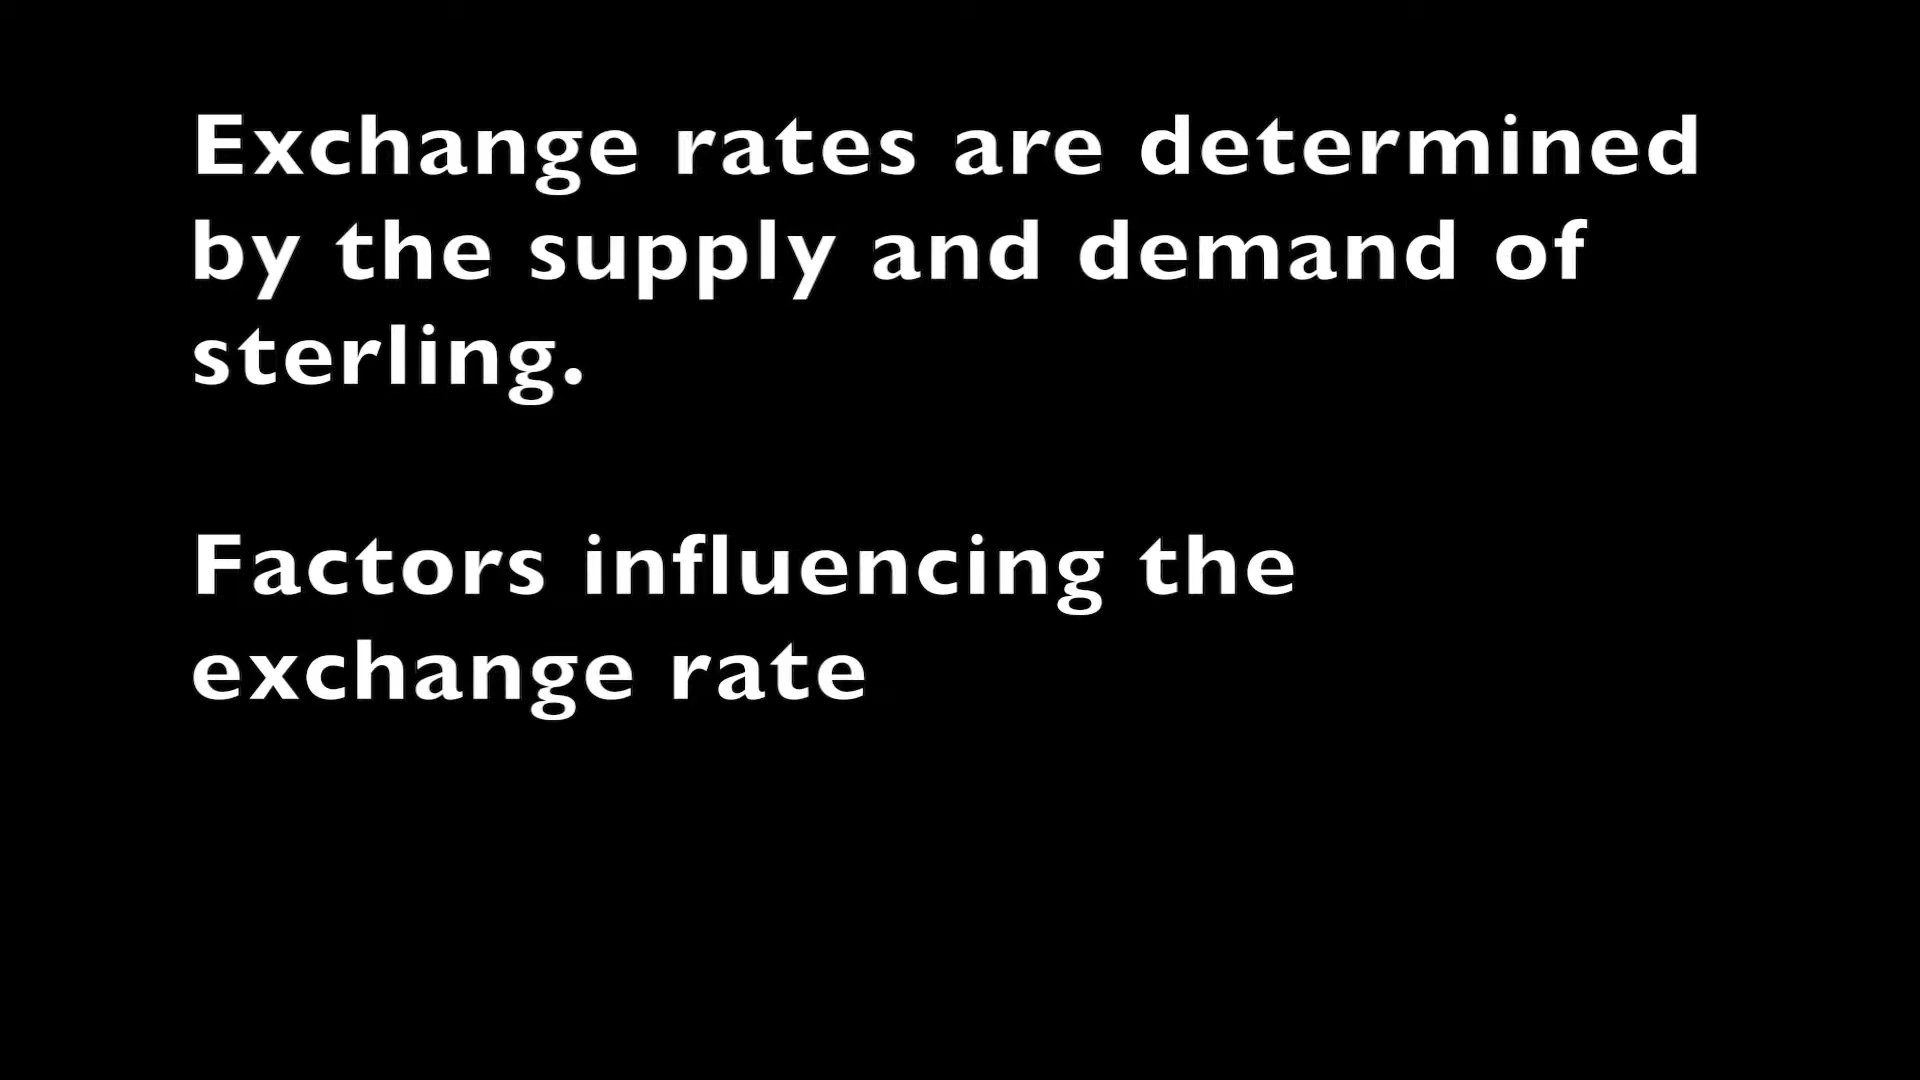 Exchange rates are determined
by the supply and demand of
sterling.
Factors influencing the
exchange rate